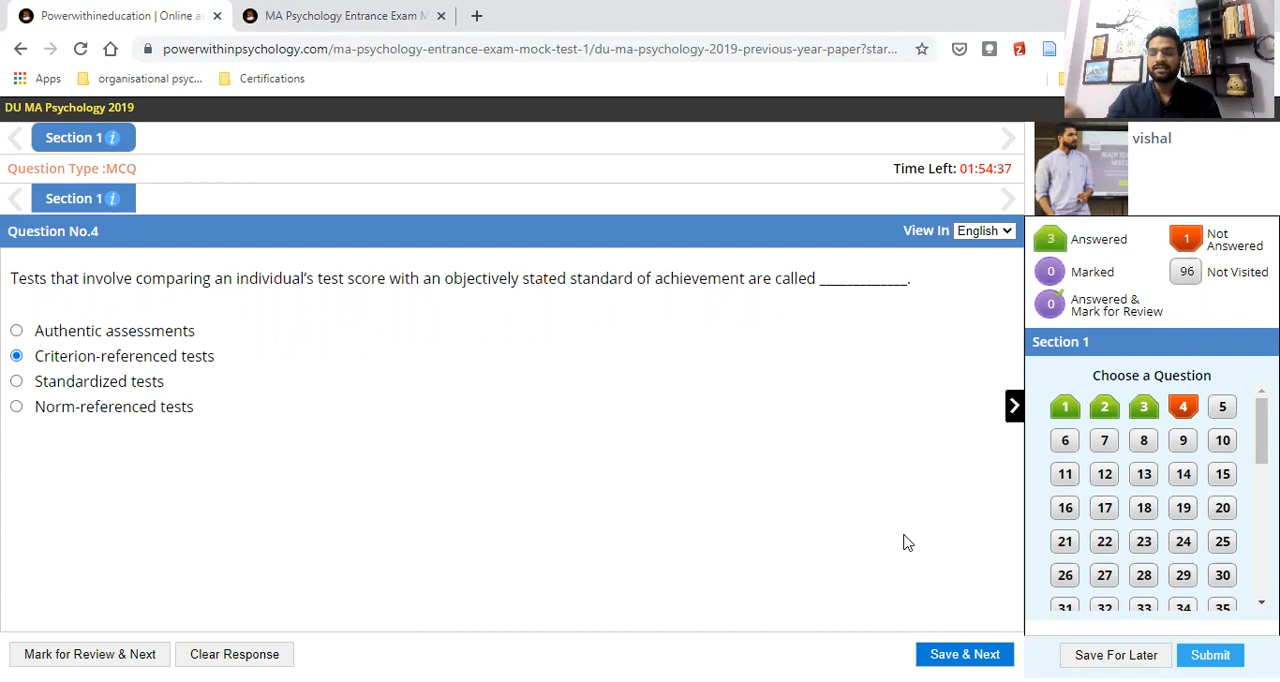 Powerwithineducation | Online as
MA Psychology Entrance Exam M
powerwithinpsychology.com/ma-psychology-entrance-exam-mock-test-1/du-ma-psychology-2019-previous-year-paper?star...
Apps
organisational psyc...
Certifications
DU MA Psychology 2019
Section 1 i
Question Type :MCQ
Time Left: 01:54:37
Section 1 i
Question No.4
View In English
Tests that involve comparing an individual's test score with an objectively stated standard of achievement are called _____________.
Authentic assessments
Criterion-referenced tests
Standardized tests
Norm-referenced tests
Mark for Review & Next
Clear Response
Save & Next
vishal
3 Answered
1 Not Answered
0 Marked
96 Not Visited
0 Answered & Mark for Review
Section 1
Choose a Question
1 2 3 4 5
6 7 8 9 10
11 12 13 14 15
16 17 18 19 20
21 22 23 24 25
26 27 28 29 30
31 32 33 34 35
Save For Later
Submit